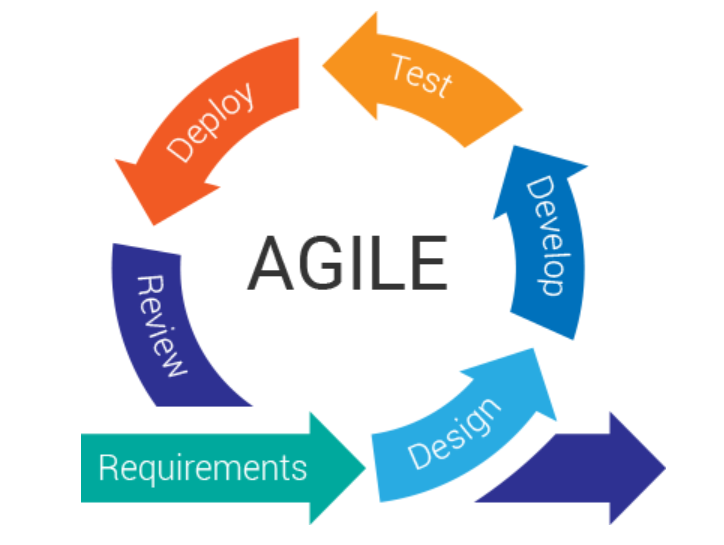 AGILE
Requirements
Design
Develop
Test
Deploy
Review